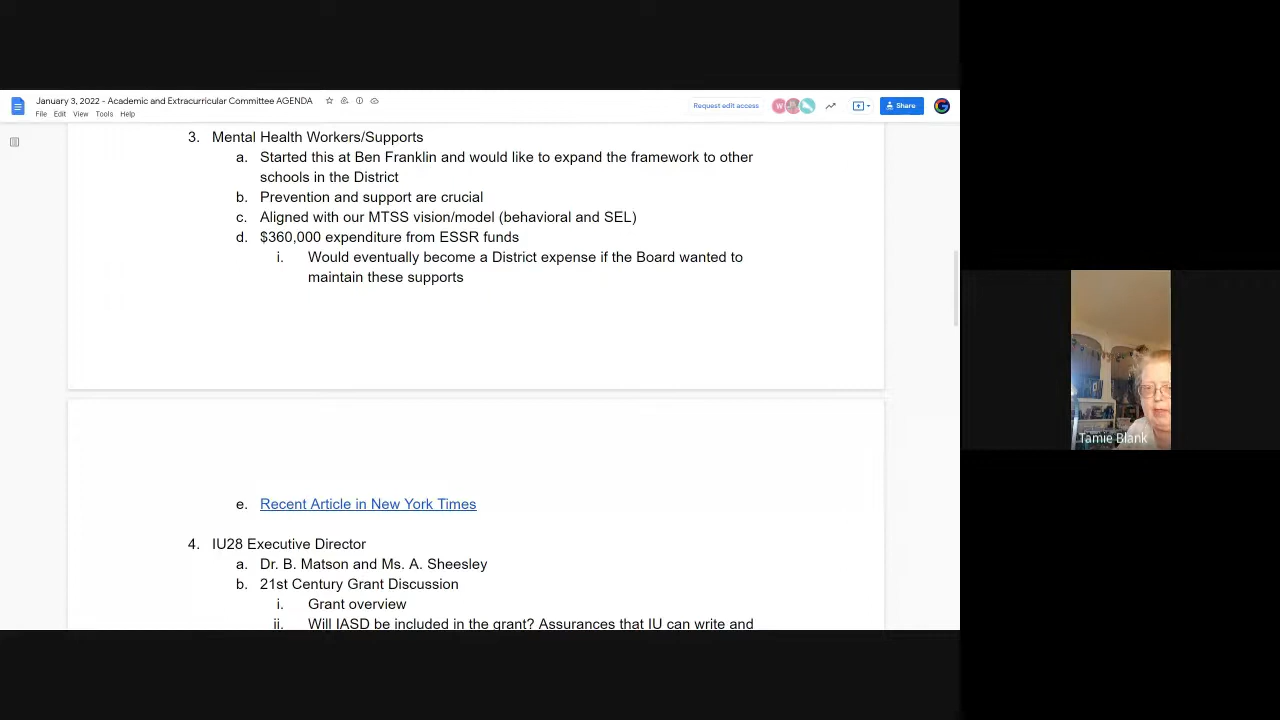 January 3, 2022 - Academic and Extracurricular Committee AGENDA
File Edit View Tools Help
Request edit access
W
Share
3. Mental Health Workers/Supports
a. Started this at Ben Franklin and would like to expand the framework to other
schools in the District
b. Prevention and support are crucial
c. Aligned with our MTSS vision/model (behavioral and SEL)
d. $360,000 expenditure from ESSR funds
i. Would eventually become a District expense if the Board wanted to
maintain these supports
e. Recent Article in New York Times
4. IU28 Executive Director
a. Dr. B. Matson and Ms. A. Sheesley
b. 21st Century Grant Discussion
i. Grant overview
ii. Will IASD be included in the grant? Assurances that IU can write and
Tamie Blank